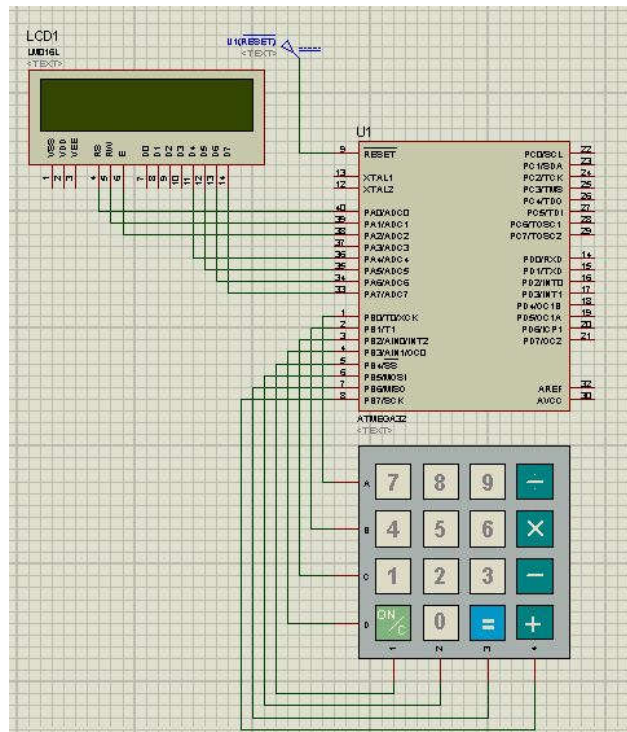 LCD1
LM016L
<TEXT>
VSS VDD VEE RS RW E D0 D1 D2 D3 D4 D5 D6 D7
1 2 3 4 5 6 7 8 9 10 11 12 13 14
U1(RESET)
<TEXT>
U1
9 RESET
13 XTAL1
12 XTAL2
40 PA0/ADC0
39 PA1/ADC1
38 PA2/ADC2
37 PA3/ADC3
36 PA4/ADC4
35 PA5/ADC5
34 PA6/ADC6
33 PA7/ADC7
1 PB0/T0/XCK
2 PB1/T1
3 PB2/AIN0/INT2
4 PB3/AIN1/OC0
5 PB4/SS
6 PB5/MOSI
7 PB6/MISO
8 PB7/SCK
PC0/SCL 22
PC1/SDA 23
PC2/TCK 24
PC3/TMS 25
PC4/TDO 26
PC5/TDI 27
PC6/TOSC1 28
PC7/TOSC2 29
PD0/RXD 14
PD1/TXD 15
PD2/INT0 16
PD3/INT1 17
PD4/OC1B 18
PD5/OC1A 19
PD6/ICP1 20
PD7/OC2 21
AREF 32
AVCC 30
ATMEGA32
<TEXT>
A 7 8 9 ÷
B 4 5 6 ×
C 1 2 3 −
D ON/C 0 = +
1 2 3 4